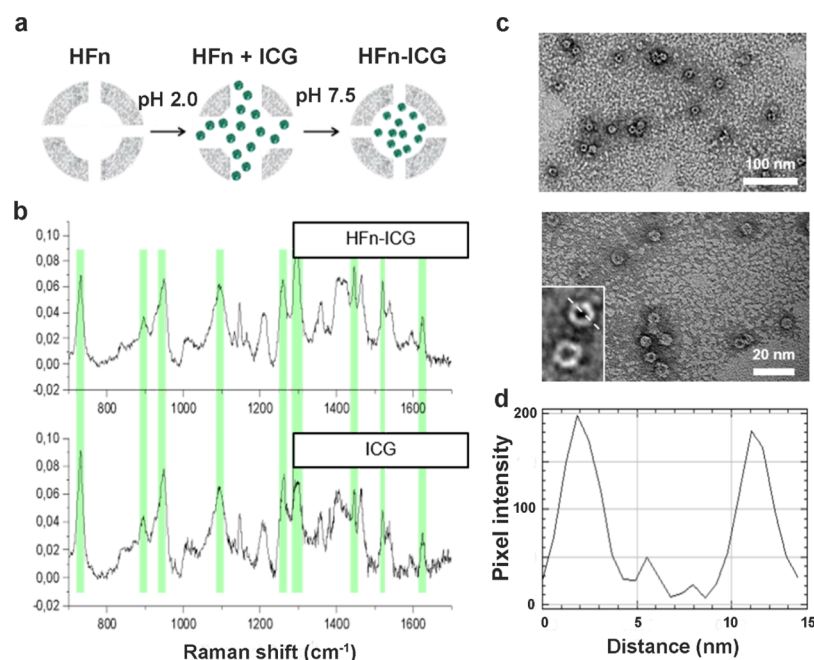 a
HFn
HFn + ICG
HFn-ICG
pH 2.0
pH 7.5
b
0,10
0,08
0,06
0,04
0,02
0,00
-0,02
HFn-ICG
800
1000
1200
1400
1600
0,10
0,08
0,06
0,04
0,02
0,00
-0,02
ICG
800
1000
1200
1400
1600
Raman shift (cm-1)
c
100 nm
20 nm
d
200
100
0
Pixel intensity
0
5
10
15
Distance (nm)